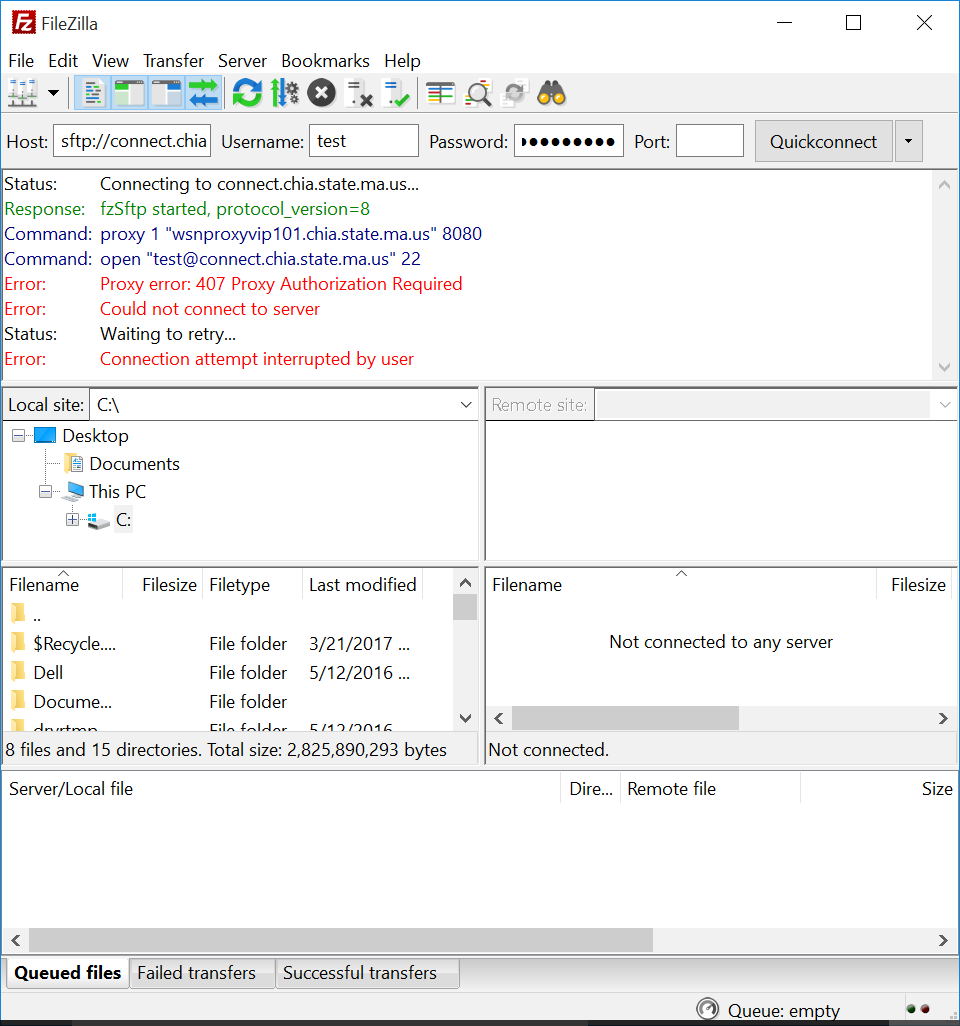 FileZilla
File Edit View Transfer Server Bookmarks Help
Host: sftp://connect.chia Username: test Password: ●●●●●●●●● Port: Quickconnect
Status: Connecting to connect.chia.state.ma.us...
Response: fzSftp started, protocol_version=8
Command: proxy 1 "wsnproxyvip101.chia.state.ma.us" 8080
Command: open "test@connect.chia.state.ma.us" 22
Error: Proxy error: 407 Proxy Authorization Required
Error: Could not connect to server
Status: Waiting to retry...
Error: Connection attempt interrupted by user
Local site: C:\ Remote site:
Desktop
Documents
This PC
C:
Filename Filesize Filetype Last modified
..
$Recycle.... File folder 3/21/2017 ...
Dell File folder 5/12/2016 ...
Docume... File folder
drvrtmp File folder 5/12/2016
8 files and 15 directories. Total size: 2,825,890,293 bytes
Filename Filesize
Not connected to any server
Not connected.
Server/Local file Dire... Remote file Size
Queued files Failed transfers Successful transfers
Queue: empty